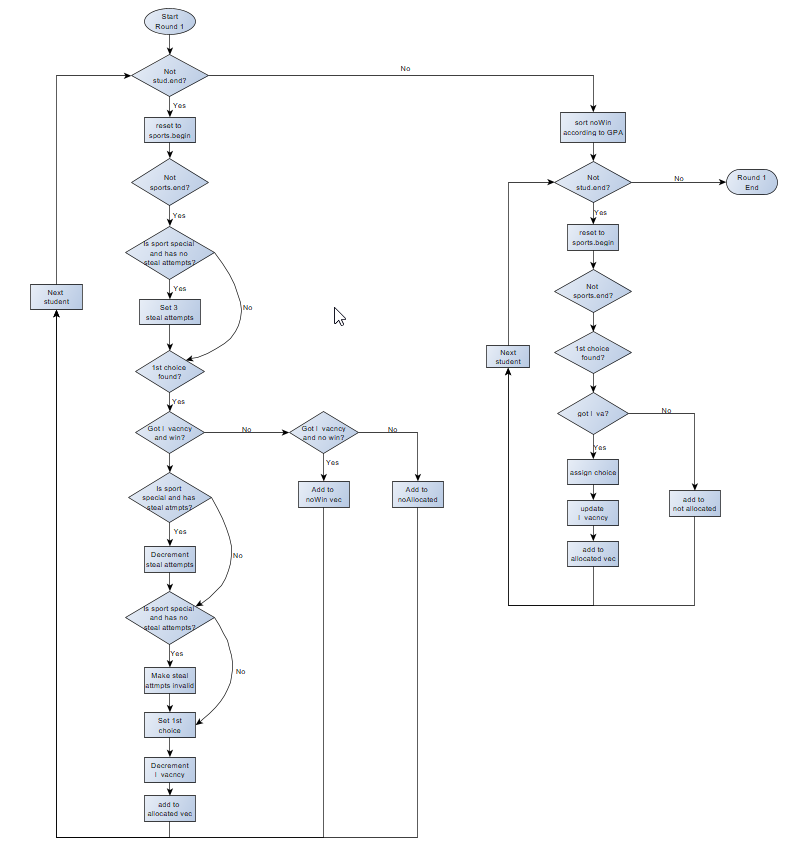 Start
Round 1
Not
stud.end?
No
Yes
reset to
sports.begin
Not
sports.end?
Yes
Is sport special
and has no
steal attempts?
Yes
No
Set 3
steal attempts
Next
student
1st choice
found?
Yes
Got l vacncy
and win?
No
Got l vacncy
and no win?
No
Yes
Add to
noWin vec
Add to
noAllocated
Is sport
special and has
steal atmpts?
Yes
No
Decrement
steal attempts
Is sport special
and has no
steal attmpts?
Yes
No
Make steal
attmpts invalid
Set 1st
choice
Decrement
l vacncy
add to
allocated vec
sort noWin
according to GPA
Not
stud.end?
No
Round 1
End
Yes
reset to
sports.begin
Not
sports.end?
1st choice
found?
Next
student
got l va?
No
Yes
assign choice
add to
not allocated
update
l vacncy
add to
allocated vec